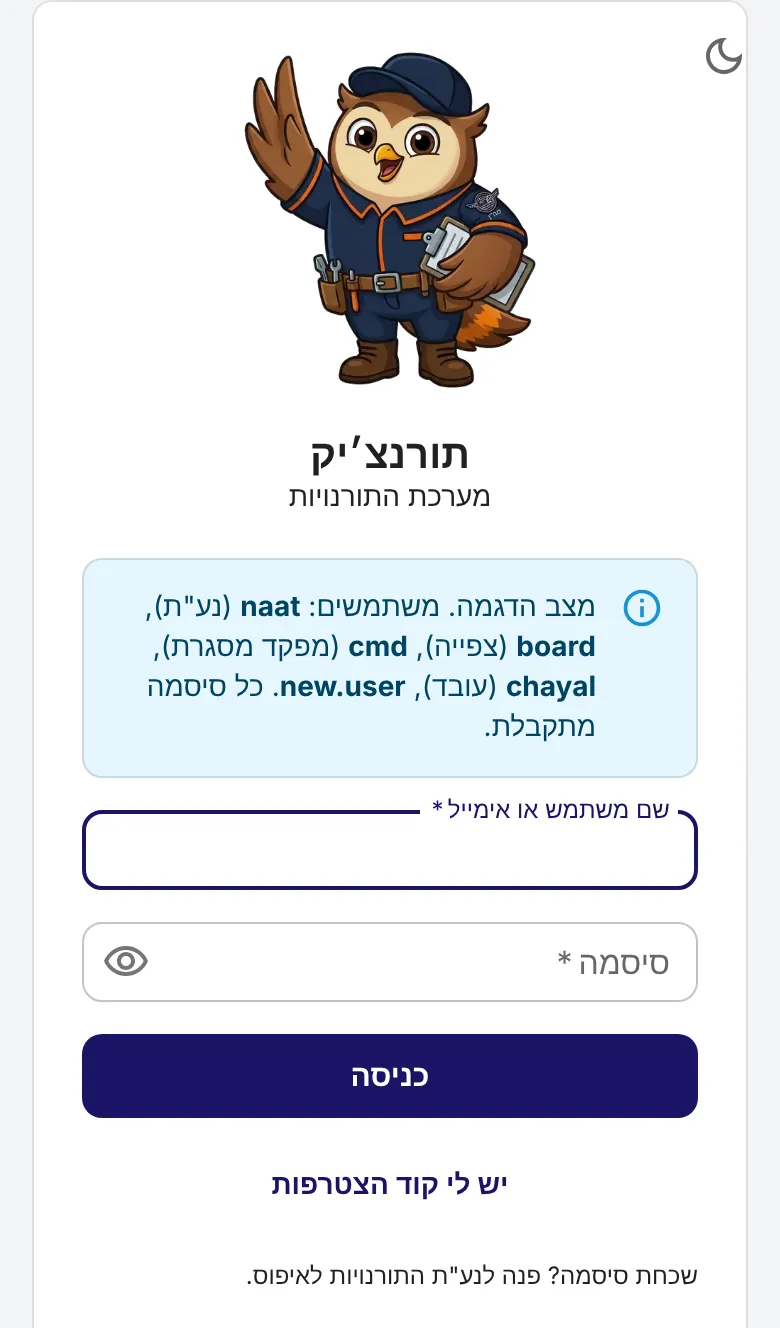 תורנצ׳יק
מערכת התורנויות
מצב הדגמה. משתמשים: naat (נע"ת),
board (צפייה), cmd (מפקד מסגרת),
chayal (עובד), new.user. כל סיסמה
מתקבלת.
שם משתמש או אימייל *
סיסמה *
כניסה
יש לי קוד הצטרפות
שכחת סיסמה? פנה לנע"ת התורנויות לאיפוס.